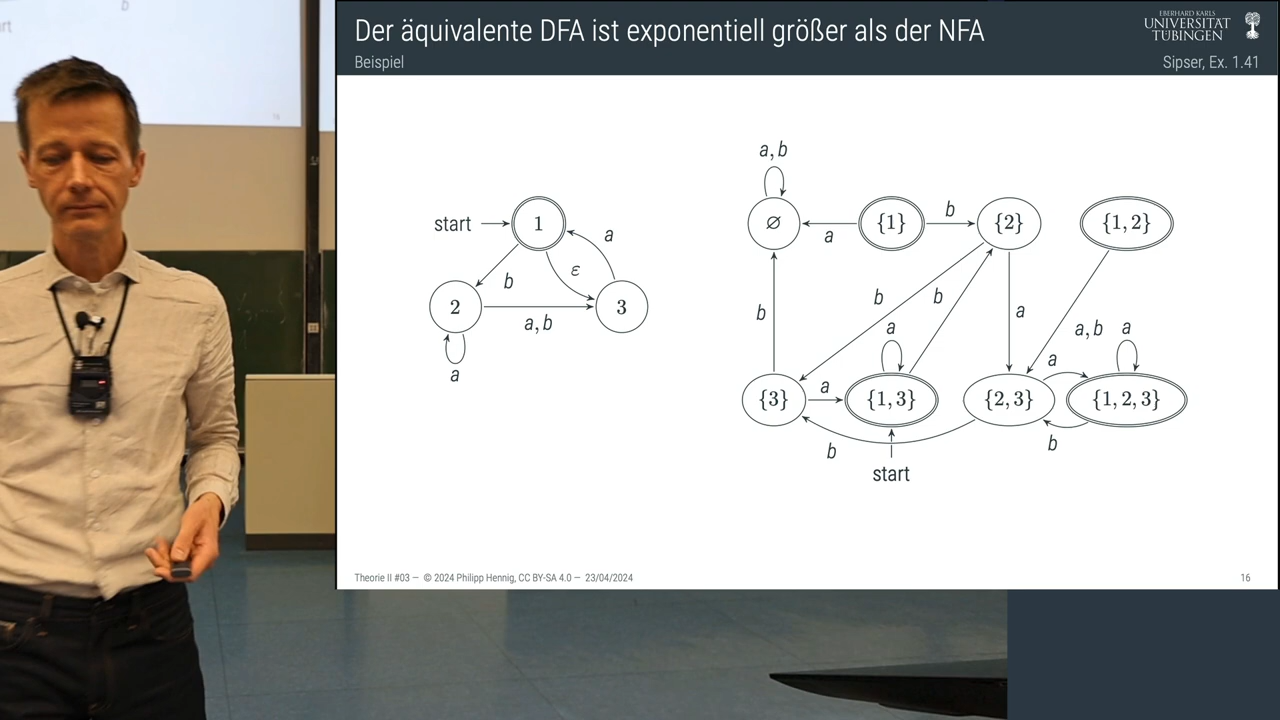 Der äquivalente DFA ist exponentiell größer als der NFA
Beispiel
Sipser, Ex. 1.41
EBERHARD KARLS
UNIVERSITÄT
TÜBINGEN
start
1
a
ε
b
2
3
a, b
a
a, b
∅
{1}
b
{2}
{1, 2}
a
b
b
b
a
a
a, b
a
a
{3}
a
{1, 3}
{2, 3}
{1, 2, 3}
b
b
start
Theorie II #03 — © 2024 Philipp Hennig, CC BY-SA 4.0 — 23/04/2024
16
b